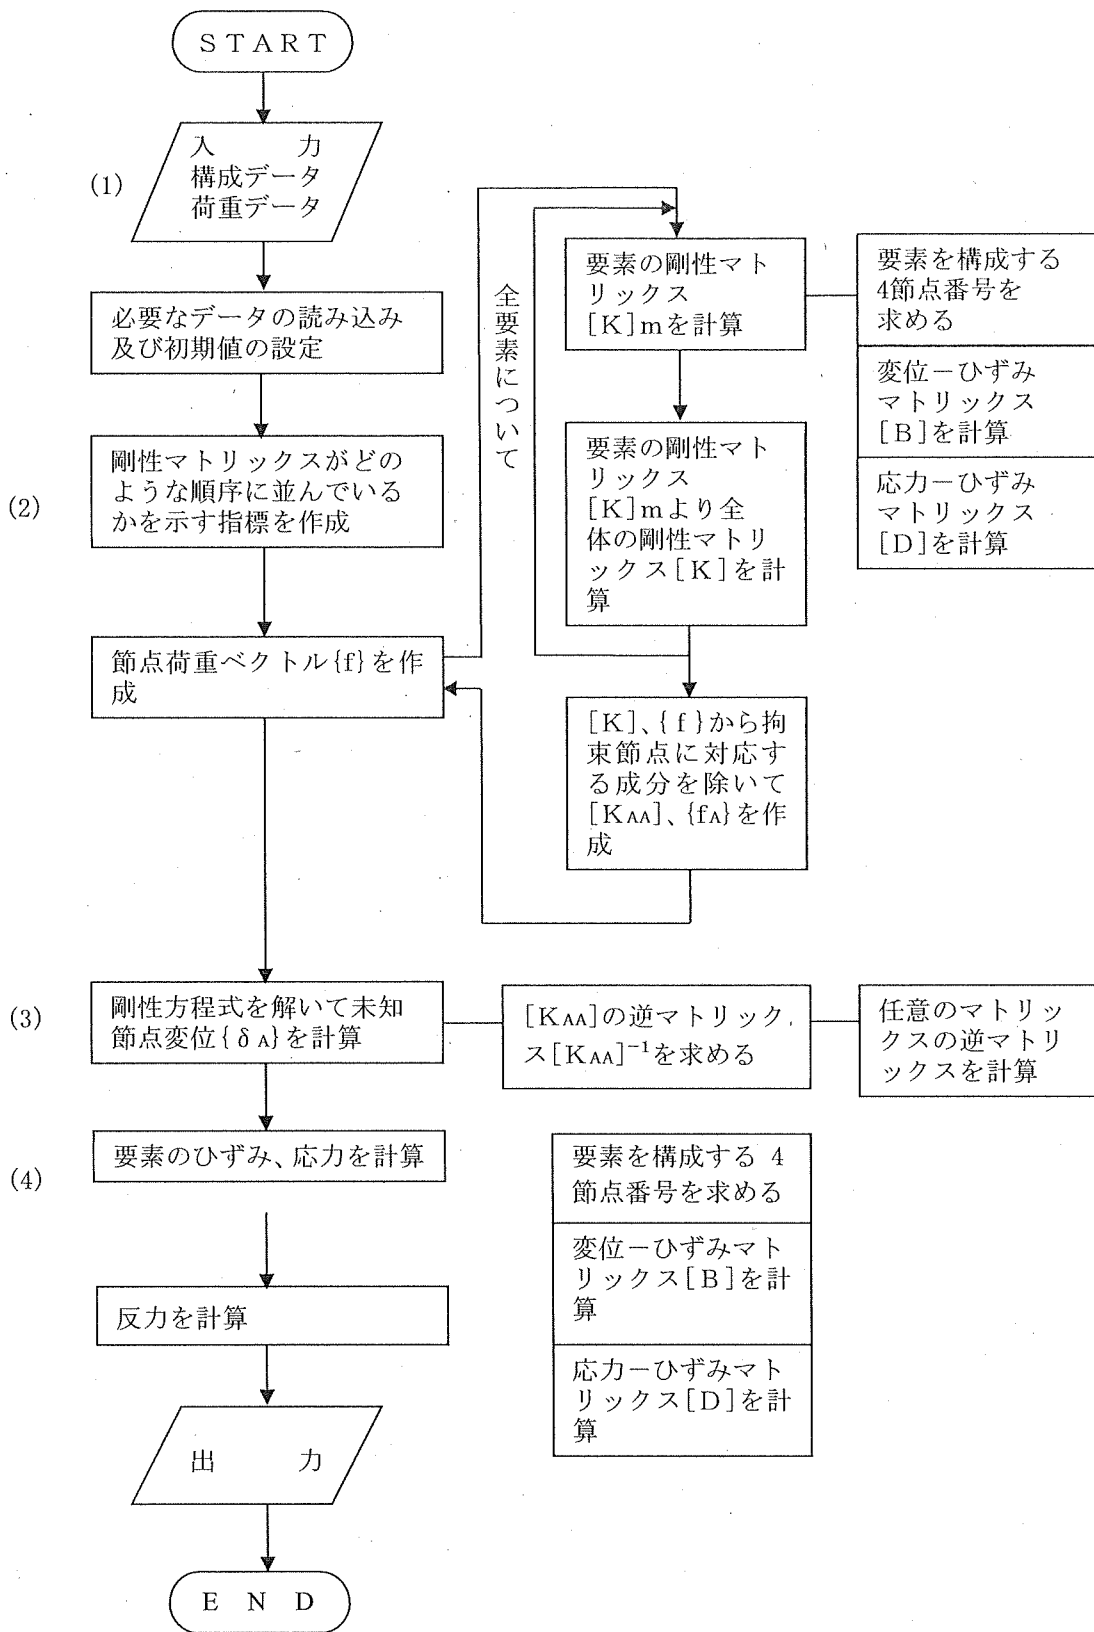 START
(1)
入 力
構成データ
荷重データ
必要なデータの読み込み
及び初期値の設定
(2)
剛性マトリックスがどの
ような順序に並んでいる
かを示す指標を作成
節点荷重ベクトル{f}を作
成
全要素について
要素の剛性マト
リックス
[K]mを計算
要素を構成する
4節点番号を
求める
変位－ひずみ
マトリックス
[B]を計算
応力－ひずみ
マトリックス
[D]を計算
要素の剛性マト
リックス
[K]mより全
体の剛性マトリ
ックス[K]を計
算
[K]、{f}から拘
束節点に対応す
る成分を除いて
[KAA]、{fA}を作
成
(3)
剛性方程式を解いて未知
節点変位{δA}を計算
[KAA]の逆マトリック
ス[KAA]⁻¹を求める
任意のマトリッ
クスの逆マトリ
ックスを計算
(4)
要素のひずみ、応力を計算
要素を構成する 4
節点番号を求める
変位－ひずみマト
リックス[B]を計
算
応力－ひずみマト
リックス[D]を計
算
反力を計算
出 力
END